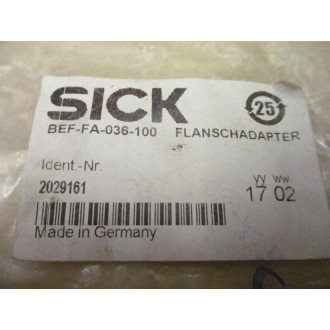 SICK
25
BEF-FA-036-100 FLANSCHADAPTER
Ident.-Nr.
yy ww
2029161
17 02
Made in Germany